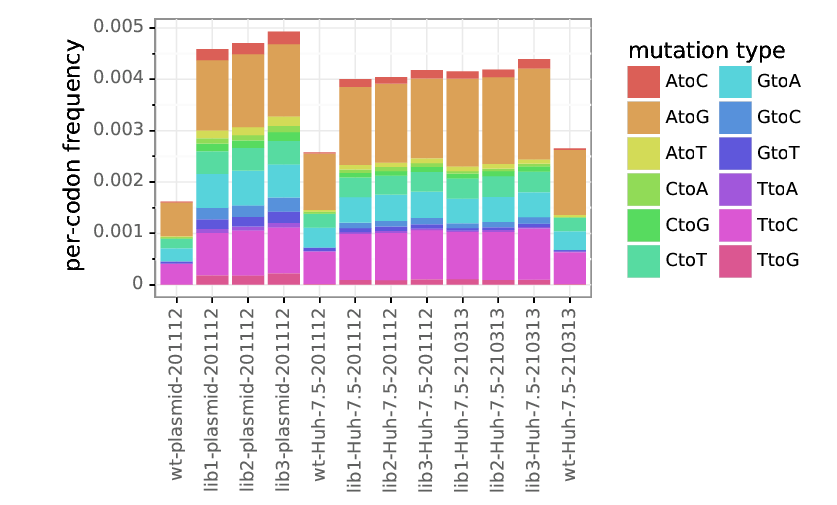 per-codon frequency
0.005
0.004
0.003
0.002
0.001
0
wt-plasmid-201112
lib1-plasmid-201112
lib2-plasmid-201112
lib3-plasmid-201112
wt-Huh-7.5-201112
lib1-Huh-7.5-201112
lib2-Huh-7.5-201112
lib3-Huh-7.5-201112
lib1-Huh-7.5-210313
lib2-Huh-7.5-210313
lib3-Huh-7.5-210313
wt-Huh-7.5-210313
mutation type
AtoC
AtoG
AtoT
CtoA
CtoG
CtoT
GtoA
GtoC
GtoT
TtoA
TtoC
TtoG